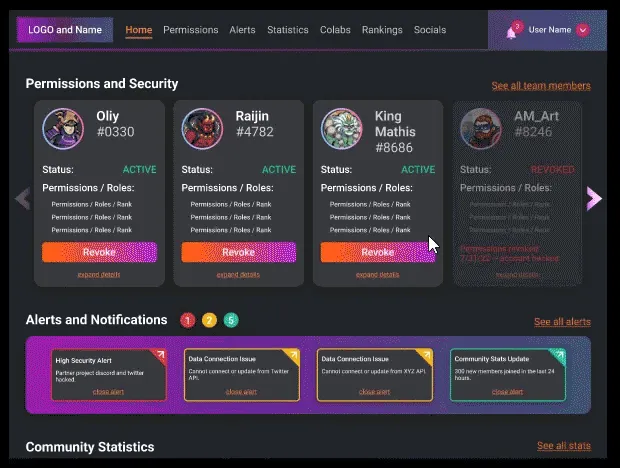 LOGO and Name
Home Permissions Alerts Statistics Colabs Rankings Socials
3
User Name
Permissions and Security
See all team members
Oliy
#0330
Status: ACTIVE
Permissions / Roles:
Permissions / Roles / Rank
Permissions / Roles / Rank
Permissions / Roles / Rank
Revoke
expand details
Raijin
#4782
Status: ACTIVE
Permissions / Roles:
Permissions / Roles / Rank
Permissions / Roles / Rank
Permissions / Roles / Rank
Revoke
expand details
King
Mathis
#8686
Status: ACTIVE
Permissions / Roles:
Permissions / Roles / Rank
Permissions / Roles / Rank
Permissions / Roles / Rank
Revoke
expand details
AM_Art
#8246
Status: REVOKED
Permissions / Roles:
Permissions / Roles / Rank
Permissions / Roles / Rank
Permissions / Roles / Rank
Permissions revoked
account hacked
expand details
Alerts and Notifications 1 2 5
See all alerts
High Security Alert
Partner project discord and twitter
hacked.
close alert
Data Connection Issue
Cannot connect or update from Twitter
API.
close alert
Data Connection Issue
Cannot connect or update from XYZ API.
close alert
Community Stats Update
300 new members joined in the last 24
hours.
close alert
Community Statistics
See all stats